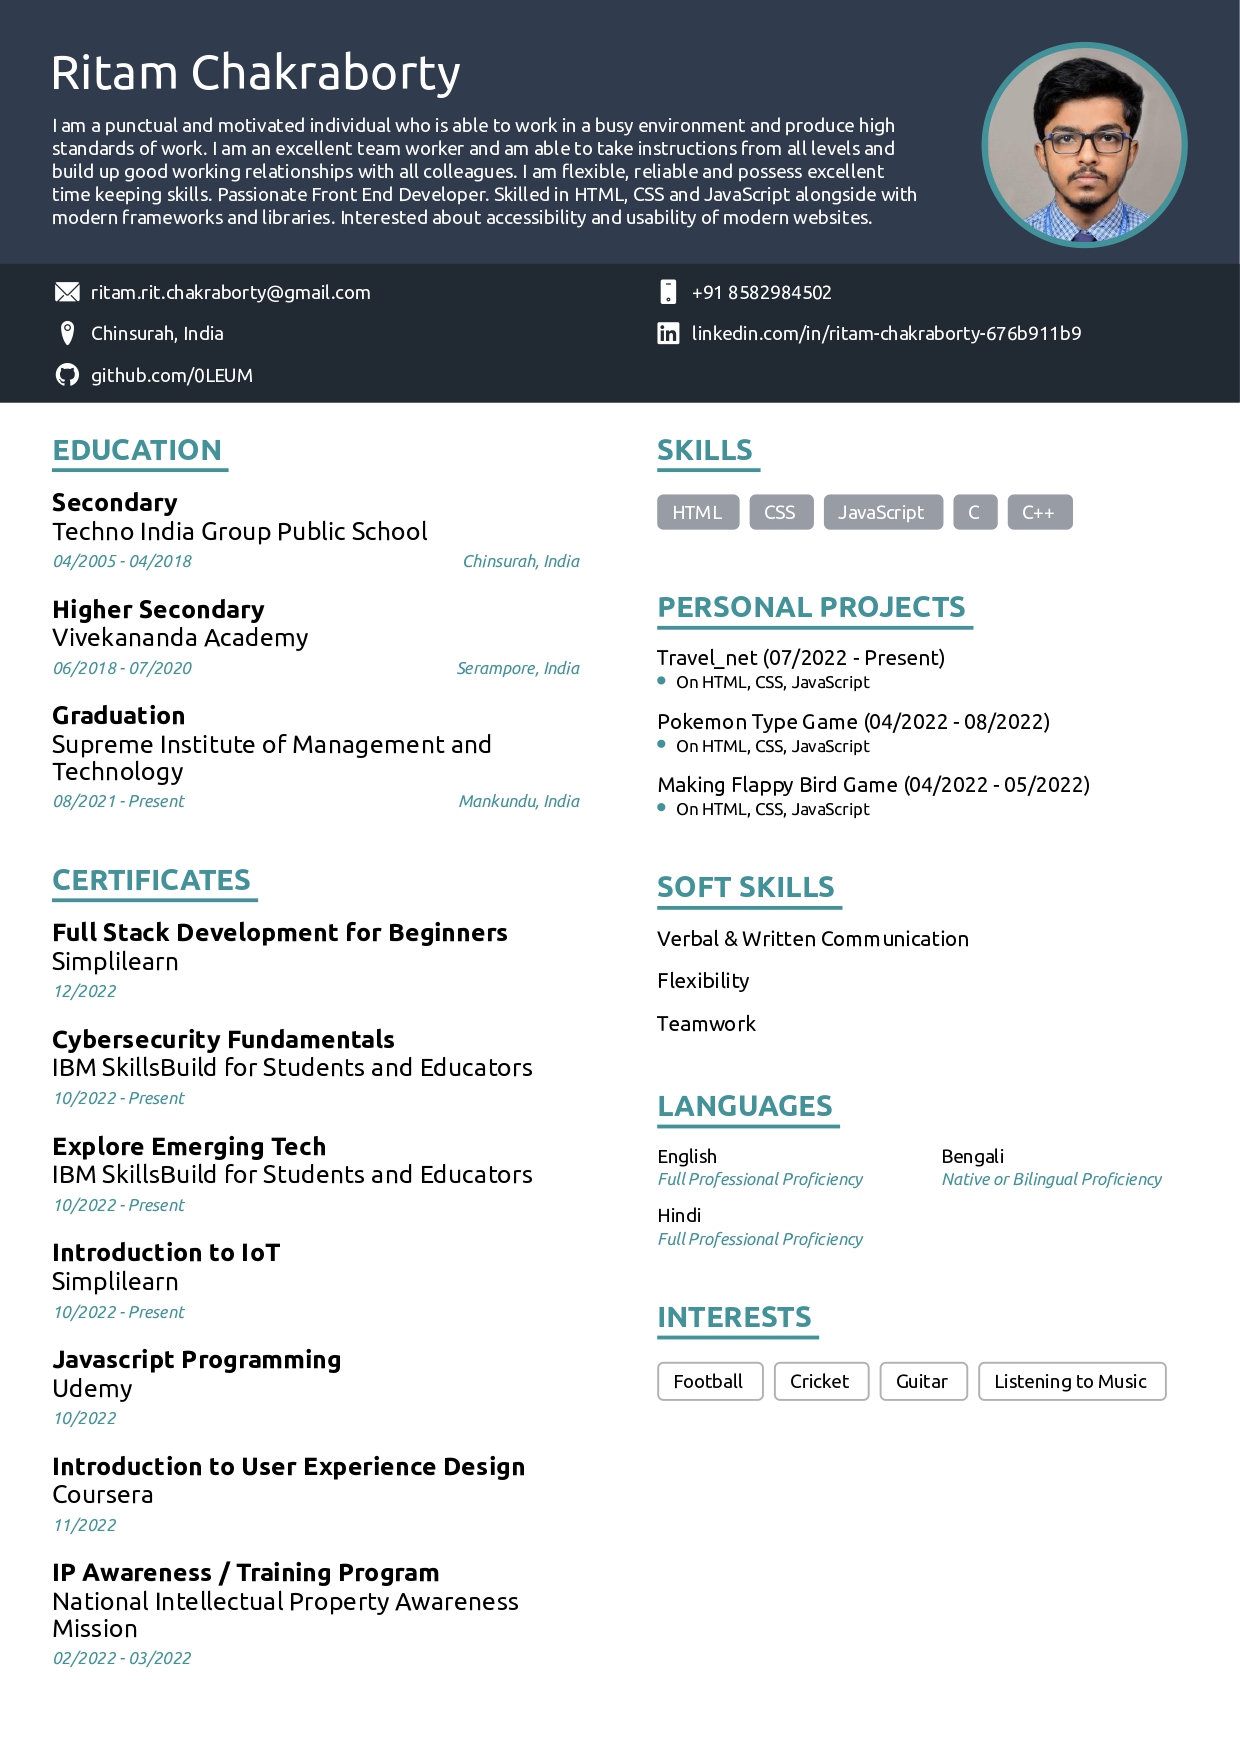 Ritam Chakraborty
I am a punctual and motivated individual who is able to work in a busy environment and produce high
standards of work. I am an excellent team worker and am able to take instructions from all levels and
build up good working relationships with all colleagues. I am flexible, reliable and possess excellent
time keeping skills. Passionate Front End Developer. Skilled in HTML, CSS and JavaScript alongside with
modern frameworks and libraries. Interested about accessibility and usability of modern websites.
ritam.rit.chakraborty@gmail.com
+91 8582984502
Chinsurah, India
linkedin.com/in/ritam-chakraborty-676b911b9
github.com/0LEUM
EDUCATION
Secondary
Techno India Group Public School
04/2005 - 04/2018 Chinsurah, India
Higher Secondary
Vivekananda Academy
06/2018 - 07/2020 Serampore, India
Graduation
Supreme Institute of Management and
Technology
08/2021 - Present Mankundu, India
CERTIFICATES
Full Stack Development for Beginners
Simplilearn
12/2022
Cybersecurity Fundamentals
IBM SkillsBuild for Students and Educators
10/2022 - Present
Explore Emerging Tech
IBM SkillsBuild for Students and Educators
10/2022 - Present
Introduction to IoT
Simplilearn
10/2022 - Present
Javascript Programming
Udemy
10/2022
Introduction to User Experience Design
Coursera
11/2022
IP Awareness / Training Program
National Intellectual Property Awareness
Mission
02/2022 - 03/2022
SKILLS
HTML CSS JavaScript C C++
PERSONAL PROJECTS
Travel_net (07/2022 - Present)
On HTML, CSS, JavaScript
Pokemon Type Game (04/2022 - 08/2022)
On HTML, CSS, JavaScript
Making Flappy Bird Game (04/2022 - 05/2022)
On HTML, CSS, JavaScript
SOFT SKILLS
Verbal & Written Communication
Flexibility
Teamwork
LANGUAGES
English Bengali
Full Professional Proficiency Native or Bilingual Proficiency
Hindi
Full Professional Proficiency
INTERESTS
Football Cricket Guitar Listening to Music